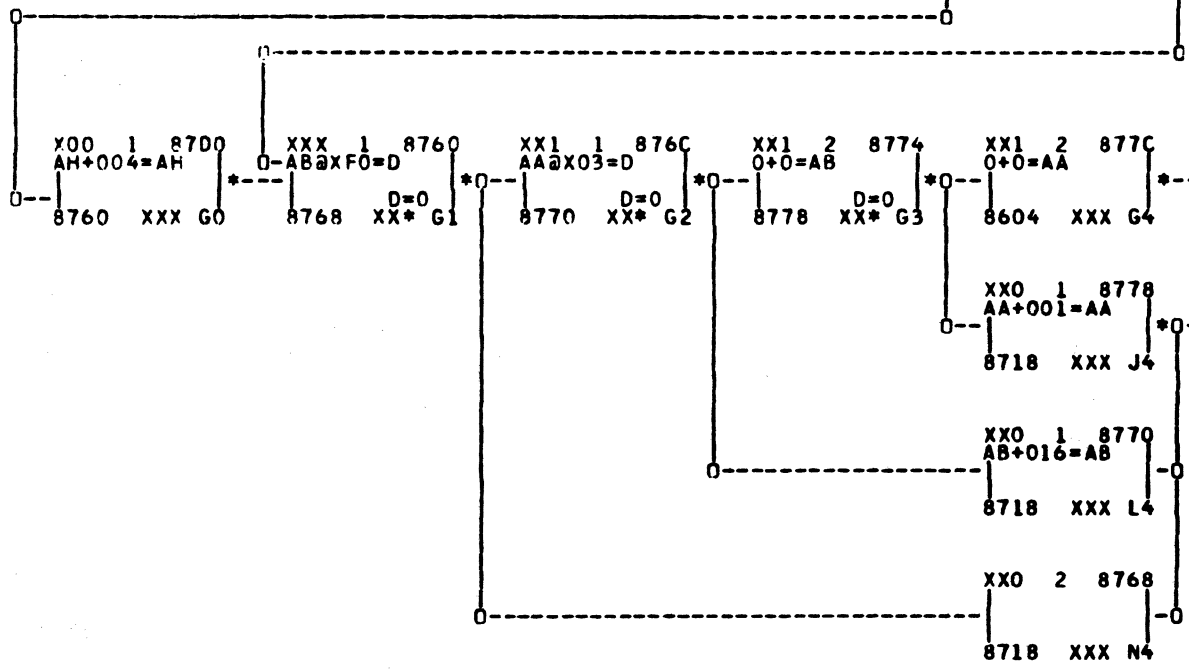 X00 1 87D0
AH+004=AH
*
8760 XXX G0
XXX 1 8760
AB@XF0=D
*
D=0
8768 XX* G1
XX1 1 876C
AA@X03=D
*
D=0
8770 XX* G2
XX1 2 8774
0+0=AB
*
D=0
8778 XX* G3
XX1 2 877C
0+0=AA
*
8604 XXX G4
XX0 1 8778
AA+001=AA
*
8718 XXX J4
XX0 1 8770
AB+016=AB
8718 XXX L4
XX0 2 8768
8718 XXX N4